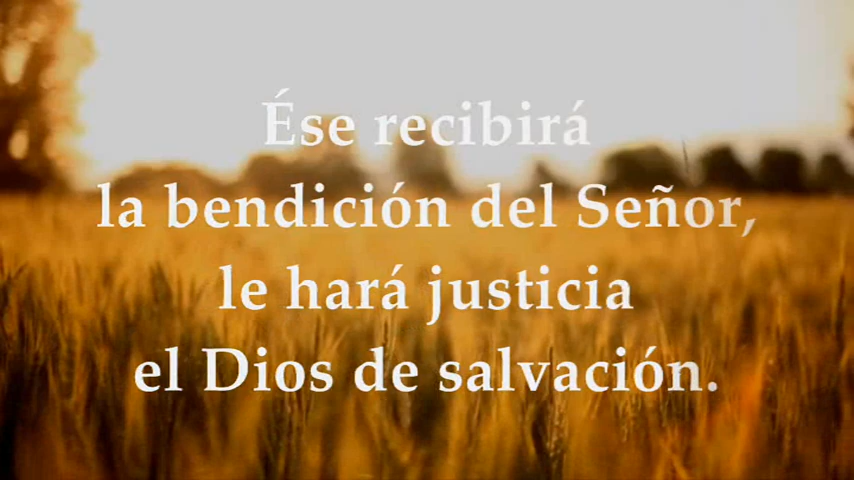 Ése recibirá
la bendición del Señor,
le hará justicia
el Dios de salvación.